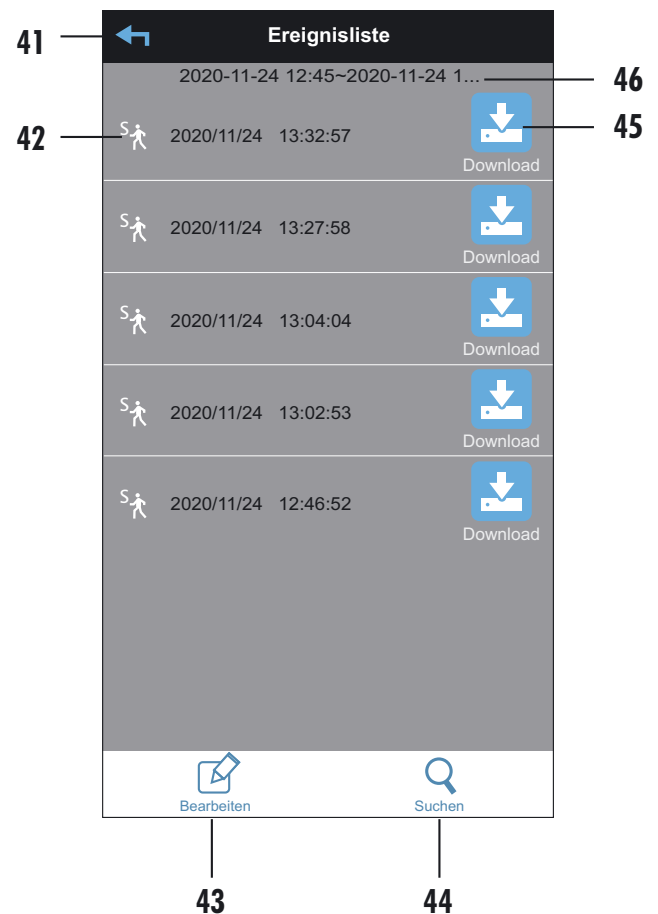 41
Ereignisliste
2020-11-24 12:45~2020-11-24 1...
46
42
S
2020/11/24 13:32:57
Download
45
S
2020/11/24 13:27:58
Download
S
2020/11/24 13:04:04
Download
S
2020/11/24 13:02:53
Download
S
2020/11/24 12:46:52
Download
Bearbeiten
Suchen
43
44